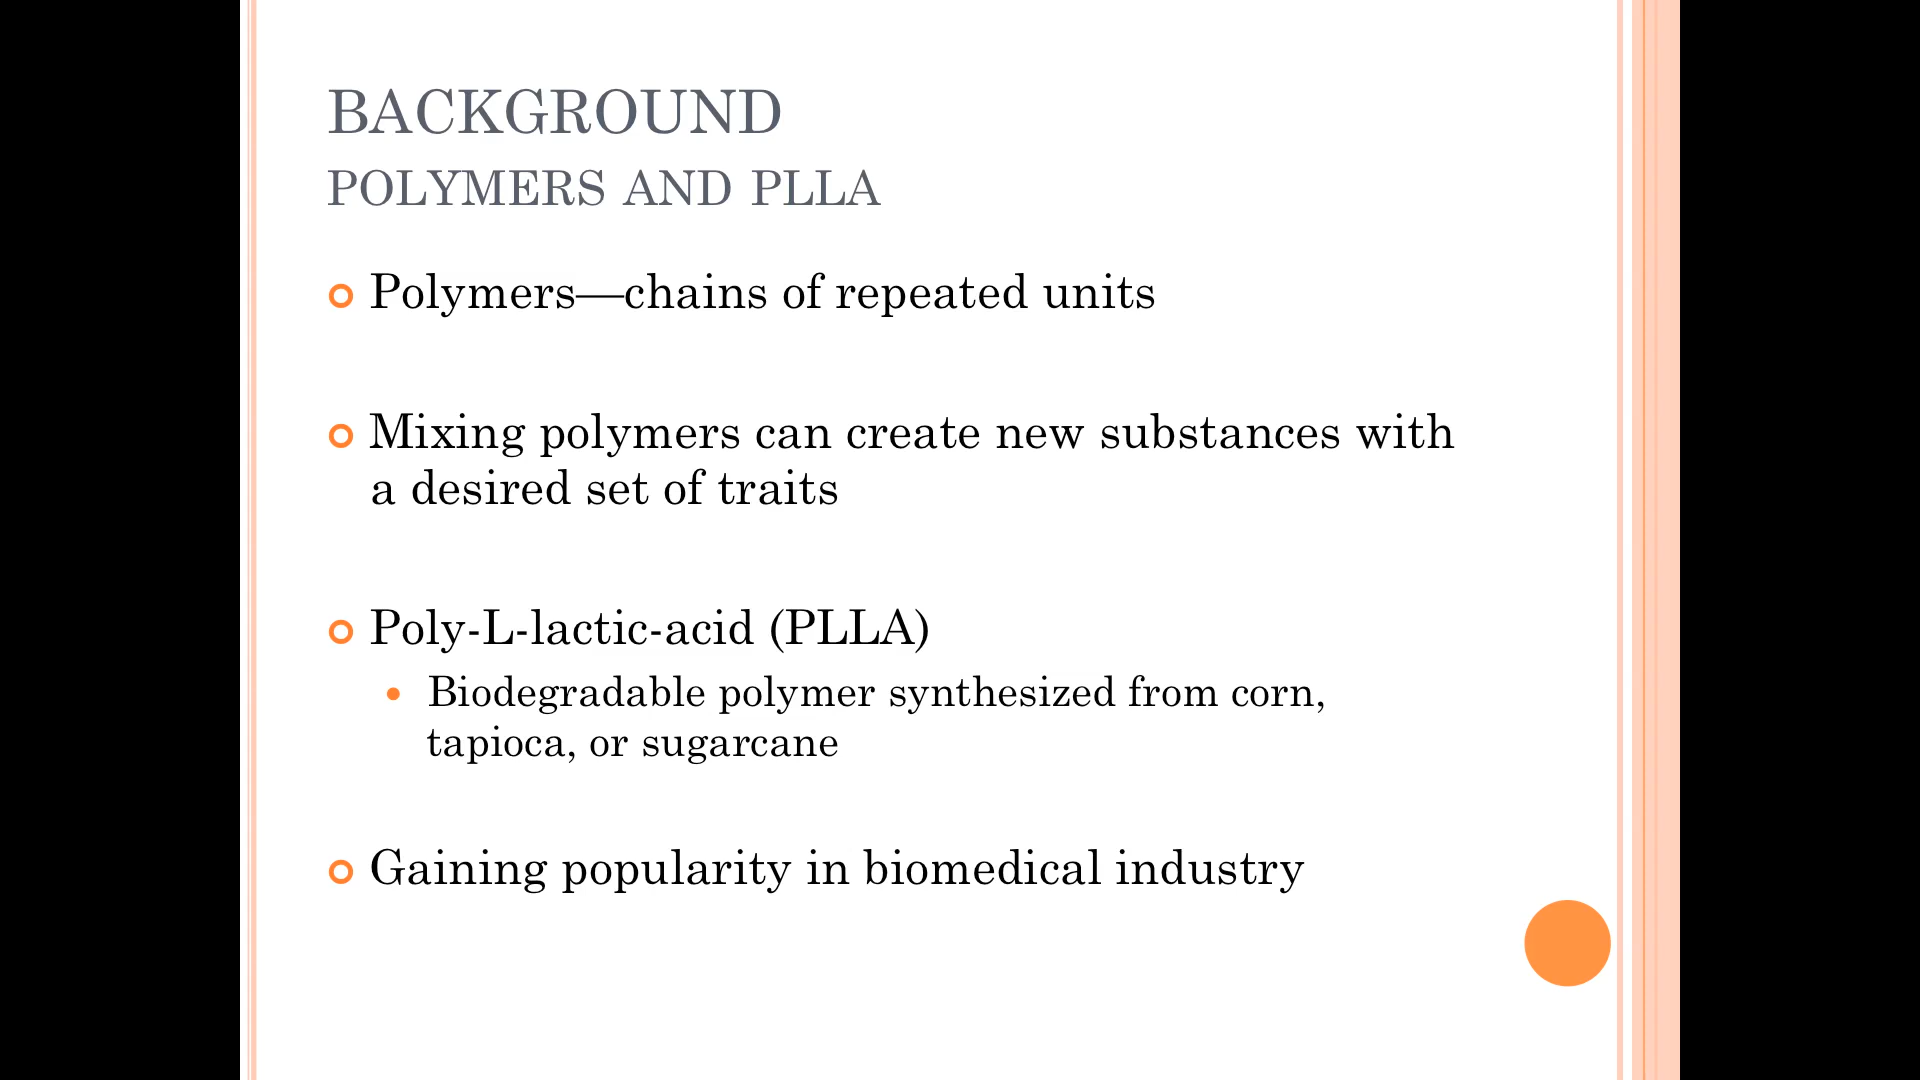 BACKGROUND
POLYMERS AND PLLA
Polymers—chains of repeated units
Mixing polymers can create new substances with
a desired set of traits
Poly-L-lactic-acid (PLLA)
Biodegradable polymer synthesized from corn,
tapioca, or sugarcane
Gaining popularity in biomedical industry